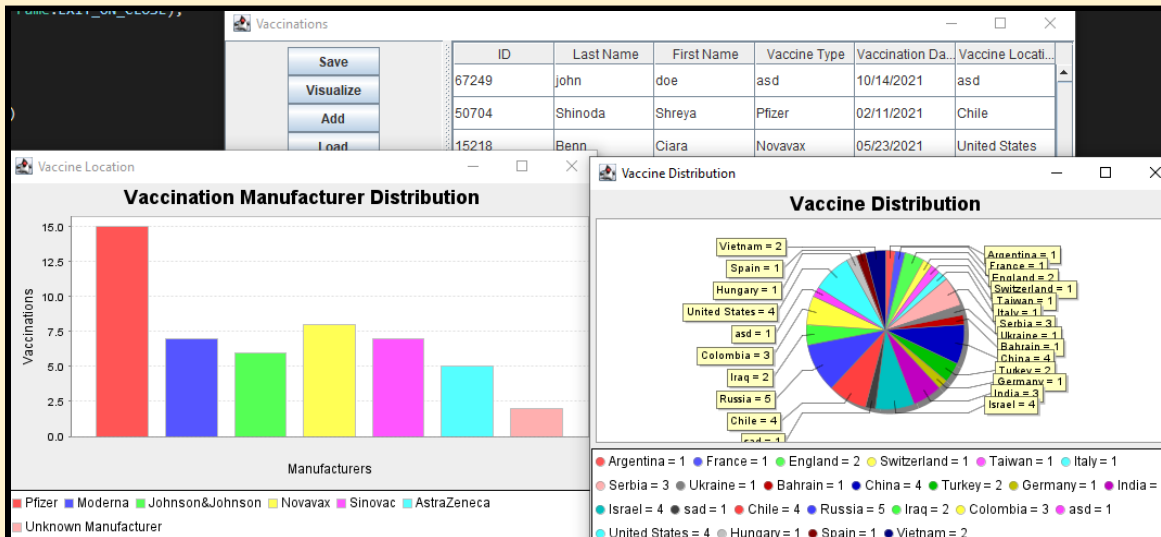 rame.EXIT_ON_CLOSE);
)
Vaccinations
Save
Visualize
Add
Load
ID Last Name First Name Vaccine Type Vaccination Da... Vaccine Locati...
67249 john doe asd 10/14/2021 asd
50704 Shinoda Shreya Pfizer 02/11/2021 Chile
15218 Benn Ciara Novavax 05/23/2021 United States
Vaccine Location
Vaccination Manufacturer Distribution
Vaccinations
15.0
12.5
10.0
7.5
5.0
2.5
0.0
Manufacturers
Pfizer Moderna Johnson&Johnson Novavax Sinovac AstraZeneca
Unknown Manufacturer
Vaccine Distribution
Vaccine Distribution
Vietnam = 2
Spain = 1
Hungary = 1
United States = 4
asd = 1
Colombia = 3
Iraq = 2
Russia = 5
Chile = 4
sad = 1
Argentina = 1
France = 1
England = 2
Switzerland = 1
Taiwan = 1
Italy = 1
Serbia = 3
Ukraine = 1
Bahrain = 1
China = 4
Turkey = 2
Germany = 1
India = 3
Israel = 4
Argentina = 1 France = 1 England = 2 Switzerland = 1 Taiwan = 1 Italy = 1
Serbia = 3 Ukraine = 1 Bahrain = 1 China = 4 Turkey = 2 Germany = 1 India =
Israel = 4 sad = 1 Chile = 4 Russia = 5 Iraq = 2 Colombia = 3 asd = 1
United States = 4 Hungary = 1 Spain = 1 Vietnam = 2